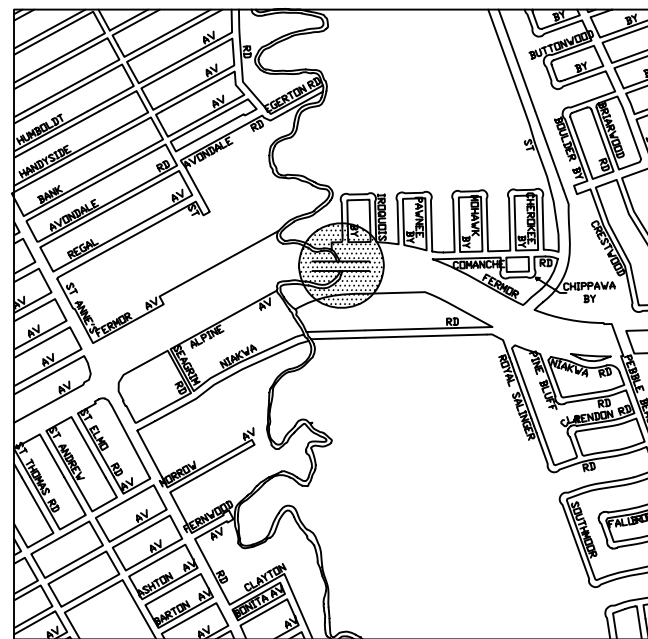 AV
RD
BUTTONWOOD
BY
BY
HUMBOLDT
AV
EGERTON RD
HANDYSIDE
AV
RD
BOULDER BY
BRIARWOOD
RD
ST
BANK
RD
AVONDALE
AVONDALE
AV
ST
REGAL
IROQUOIS
BY
PAWNEE
BY
MOHAWK
BY
CHEROKEE
BY
CRESTWOOD
COMANCHE
RD
FERMOR
CHIPPAWA
BY
ST ANNE'S
FERMOR
AV
AV
AV
AV
AV
ALPINE
AV
SEAGRIM
RD
NIAKWA
RD
ROYAL SALINGER
PINE BLUFF
NIAKWA
RD
RD
CLARENDON RD
PEBBLE BEA
RD
ST THOMAS RD
ST ANDREW
ST ELMO
RD
AV
MORROW
AV
AV
FERNWOOD
AV
AV
SOUTHMOOR
FALLBRO
ASHTON AV
BARTON AV
RD
CLAYTON
BONITA AV